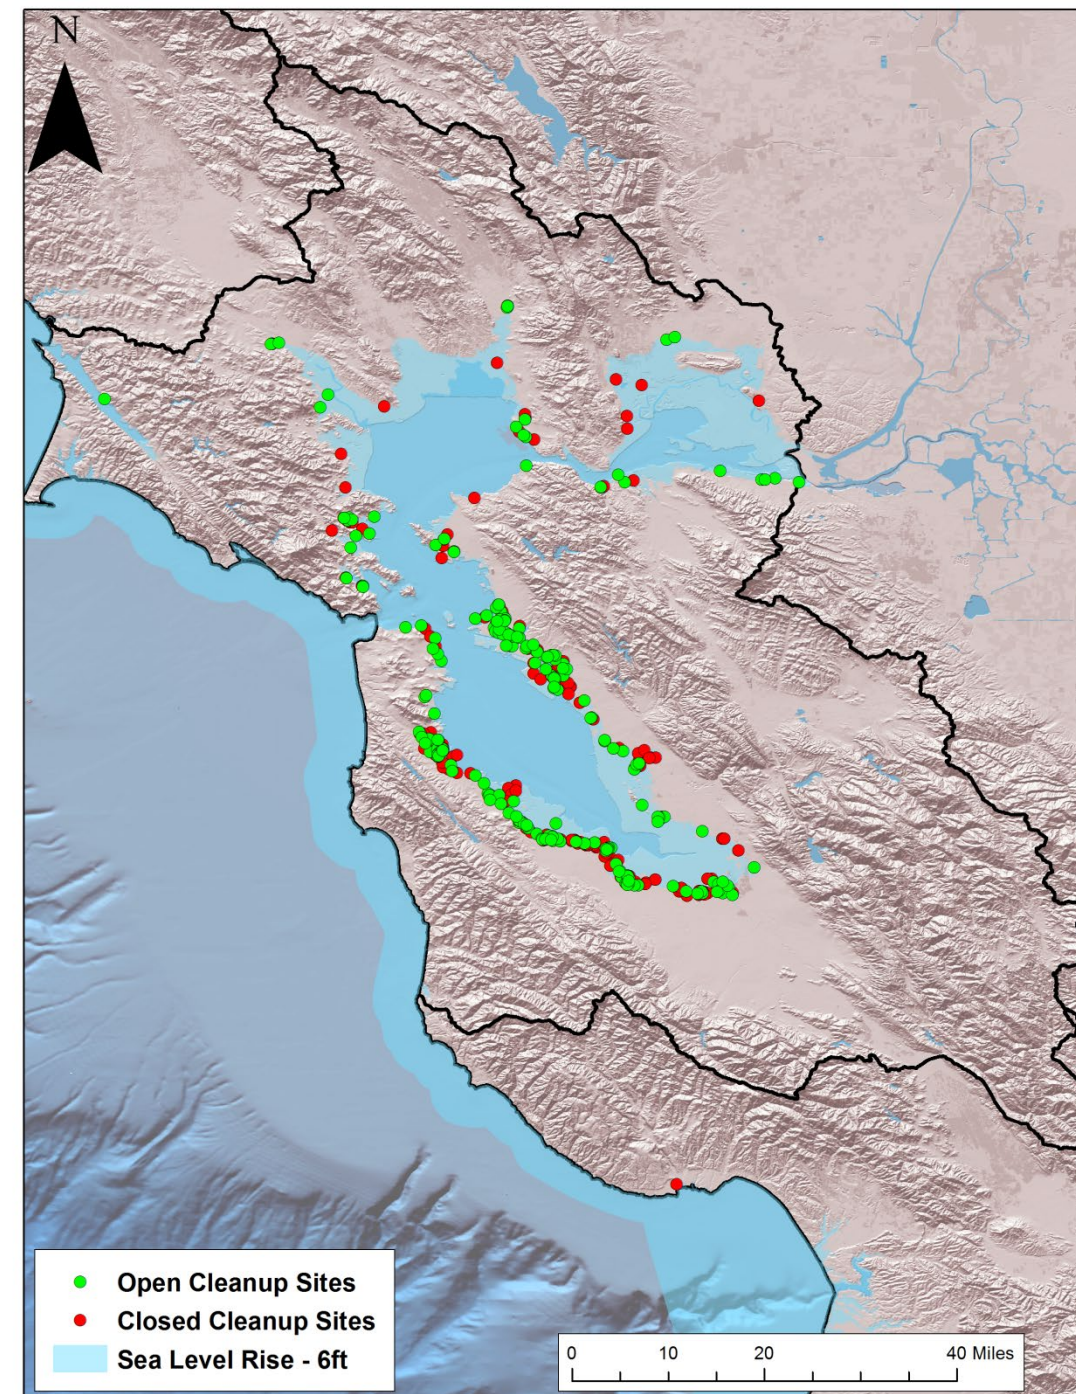 N
Open Cleanup Sites
Closed Cleanup Sites
Sea Level Rise - 6ft
0 10 20 40 Miles